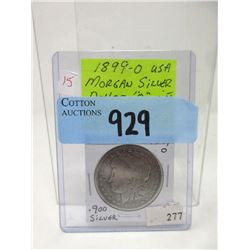 1899-O USA
15
MORGAN SILVER
COTTON
AUCTIONS
929
O
.900
SILVER
277